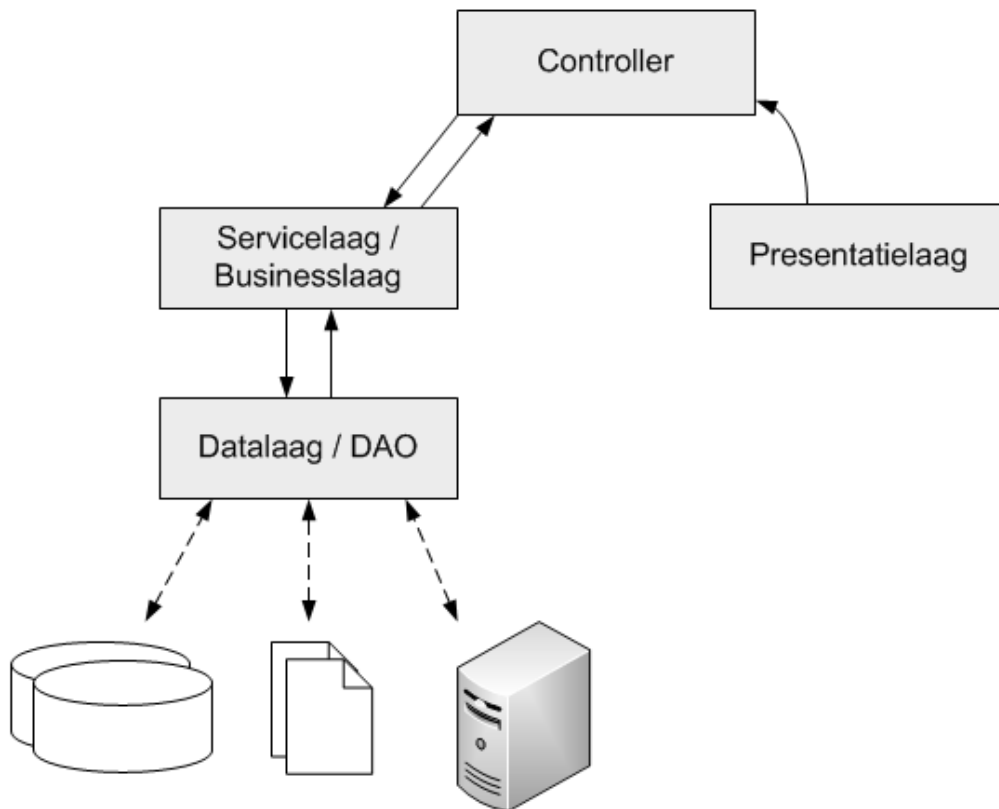 Controller
Servicelaag /
Businesslaag
Presentatielaag
Datalaag / DAO